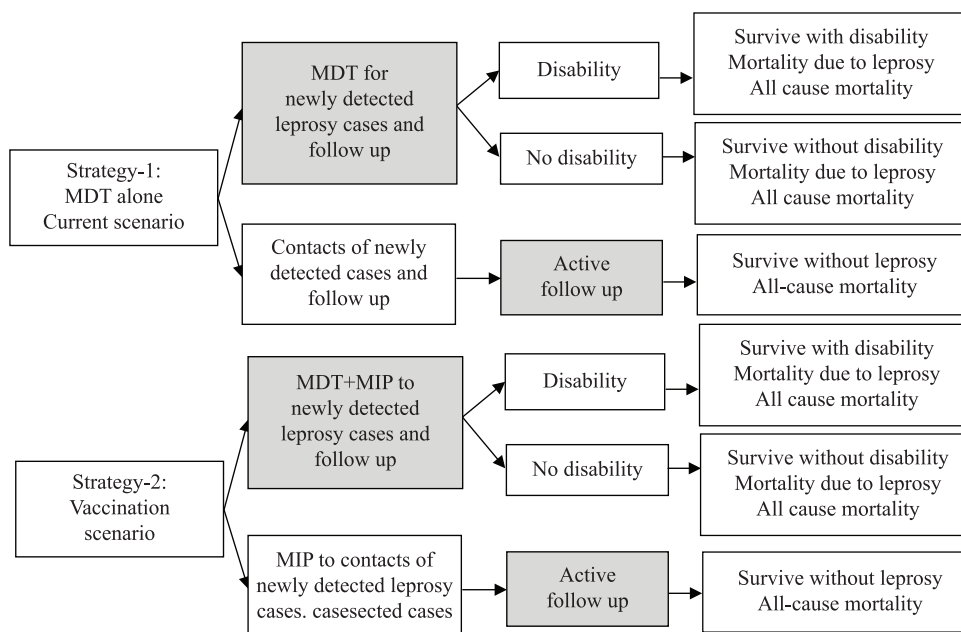 Strategy-1:
MDT alone
Current scenario
MDT for
newly detected
leprosy cases and
follow up
Disability
Survive with disability
Mortality due to leprosy
All cause mortality
No disability
Survive without disability
Mortality due to leprosy
All cause mortality
Contacts of newly
detected cases and
follow up
Active
follow up
Survive without leprosy
All-cause mortality
Strategy-2:
Vaccination
scenario
MDT+MIP to
newly detected
leprosy cases and
follow up
Disability
Survive with disability
Mortality due to leprosy
All cause mortality
No disability
Survive without disability
Mortality due to leprosy
All cause mortality
MIP to contacts of
newly detected leprosy
cases. casesected cases
Active
follow up
Survive without leprosy
All-cause mortality